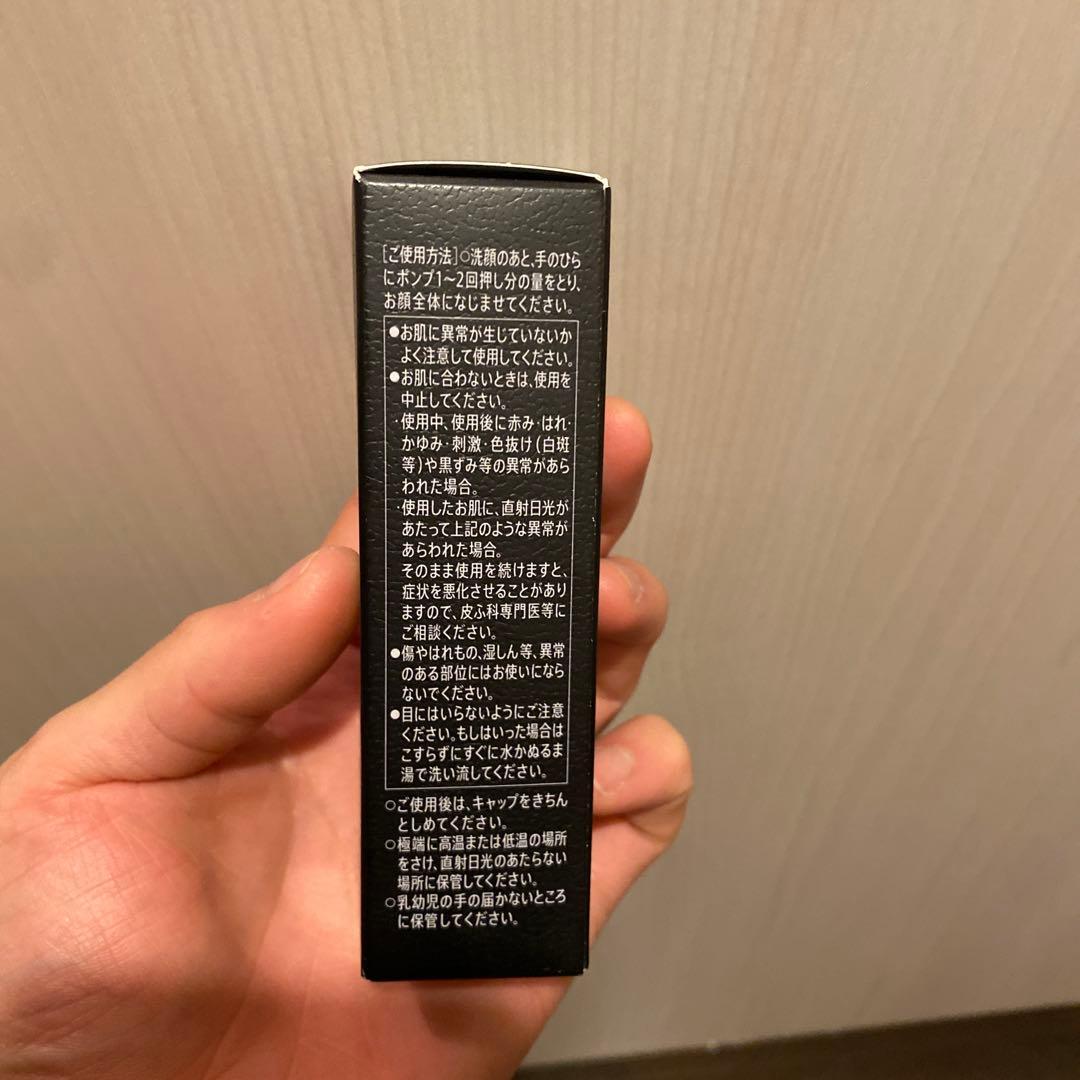 [ご使用方法]○洗顔のあと、手のひら
にポンプ1〜2回押し分の量をとり、
お顔全体になじませてください。
●お肌に異常が生じていないか
よく注意して使用してください。
●お肌に合わないときは、使用を
中止してください。
・使用中、使用後に赤み・はれ・
かゆみ・刺激・色抜け(白斑
等)や黒ずみ等の異常があら
われた場合。
・使用したお肌に、直射日光が
あたって上記のような異常が
あらわれた場合。
そのまま使用を続けますと、
症状を悪化させることがあり
ますので、皮ふ科専門医等に
ご相談ください。
●傷やはれもの、湿しん等、異常
のある部位にはお使いになら
ないでください。
●目にはいらないようにご注意
ください。もしはいった場合は
こすらずにすぐに水かぬるま
湯で洗い流してください。
○ご使用後は、キャップをきちん
としめてください。
○極端に高温または低温の場所
をさけ、直射日光のあたらない
場所に保管してください。
○乳幼児の手の届かないところ
に保管してください。